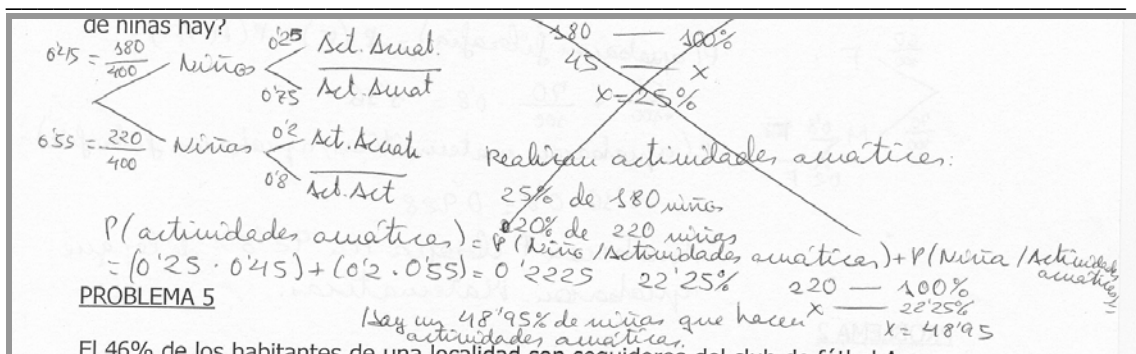 de niñas hay?
0'45 = 180/400 Niños 0'25 Act. Acuat.
0'75 Act. Acuat
0'55 = 220/400 Niñas 0'2 Act. Acuat.
0'8 Act. Act
180 — 100%
45 — x
x = 25%
Realizan actividades acuáticas:
25% de 180 niños
20% de 220 niñas
P(actividades acuáticas) = P(Niño/Actividades acuáticas) + P(Niña/Actividades acuáticas) =
= (0'25 · 0'45) + (0'2 · 0'55) = 0'2225 22'25%
220 — 100%
x — 22'25%
x = 48'95
Hay un 48'95% de niñas que hacen
actividades acuáticas.
PROBLEMA 5
El 46% de los habitantes de una localidad son seguidores del club de fútbol A